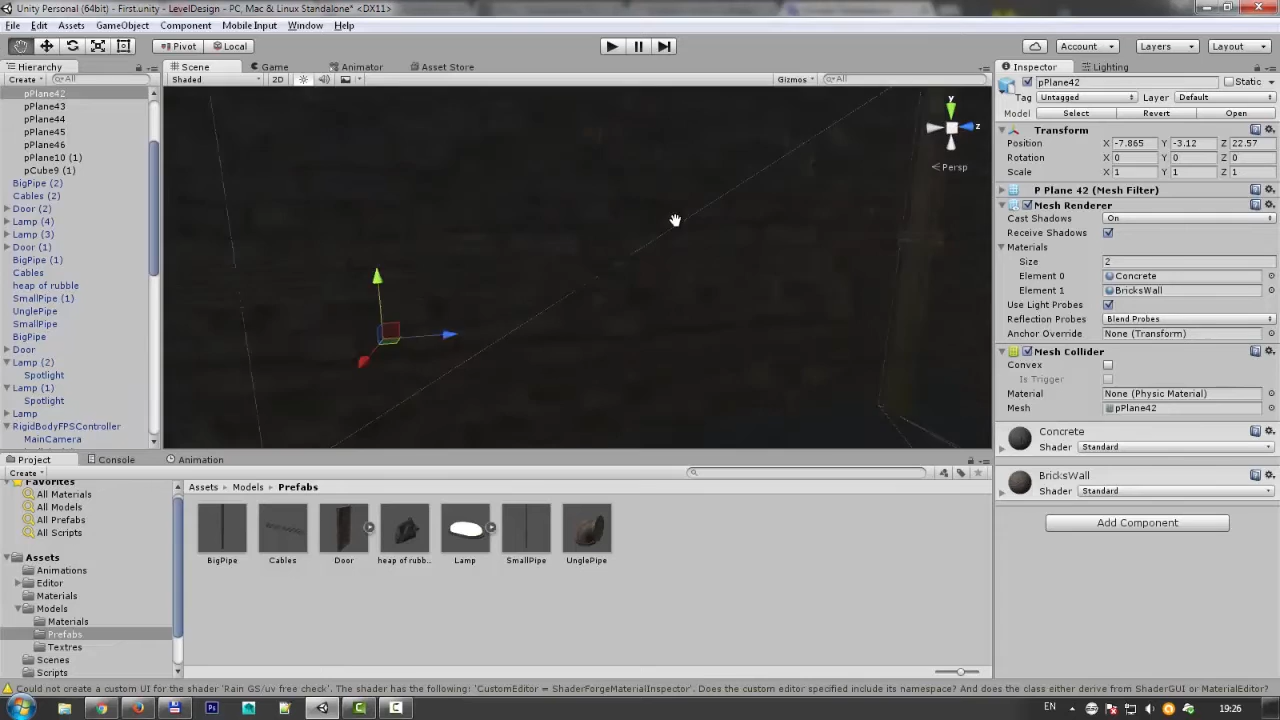 Unity Personal (64bit) - First.unity - LevelDesign - PC, Mac & Linux Standalone* <DX11>
File Edit Assets GameObject Component Mobile Input Window Help
Pivot Local Account Layers Layout
Hierarchy
Create All
pPlane42
pPlane43
pPlane44
pPlane45
pPlane46
pPlane10 (1)
pCube9 (1)
BigPipe (2)
Cables (2)
Door (2)
Lamp (4)
Lamp (3)
Door (1)
BigPipe (1)
Cables
heap of rubble
SmallPipe (1)
UnglePipe
SmallPipe
BigPipe
Door
Lamp (2)
Spotlight
Lamp (1)
Spotlight
Lamp
RigidBodyFPSController
MainCamera
Scene Game Animator Asset Store
Shaded 2D Gizmos All
y
z
Persp
Inspector Lighting
pPlane42 Static
Tag Untagged Layer Default
Model Select Revert Open
Transform
Position X -7.865 Y -3.12 Z 22.57
Rotation X 0 Y 0 Z 0
Scale X 1 Y 1 Z 1
P Plane 42 (Mesh Filter)
Mesh Renderer
Cast Shadows On
Receive Shadows
Materials
Size 2
Element 0 Concrete
Element 1 BricksWall
Use Light Probes
Reflection Probes Blend Probes
Anchor Override None (Transform)
Mesh Collider
Convex
Is Trigger
Material None (Physic Material)
Mesh pPlane42
Concrete
Shader Standard
BricksWall
Shader Standard
Add Component
Project Console Animation
Create
Favorites
All Materials
All Models
All Prefabs
All Scripts
Assets
Animations
Editor
Materials
Models
Materials
Prefabs
Textres
Scenes
Scripts
Assets Models Prefabs
BigPipe Cables Door heap of rubb... Lamp SmallPipe UnglePipe
Could not create a custom UI for the shader 'Rain GS/uv free check'. The shader has the following: 'CustomEditor = ShaderForgeMaterialInspector'. Does the custom editor specified include its namespace? And does the class either derive from ShaderGUI or MaterialEditor?
EN 19:26